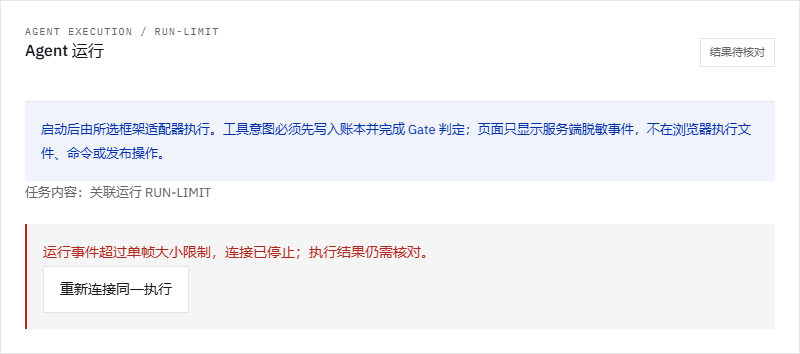 AGENT EXECUTION / RUN-LIMIT
Agent 运行
结果待核对
启动后由所选框架适配器执行。工具意图必须先写入账本并完成 Gate 判定；页面只显示服务端脱敏事件，不在浏览器执行文
件、命令或发布操作。
任务内容：关联运行 RUN-LIMIT
运行事件超过单帧大小限制，连接已停止；执行结果仍需核对。
重新连接同一执行